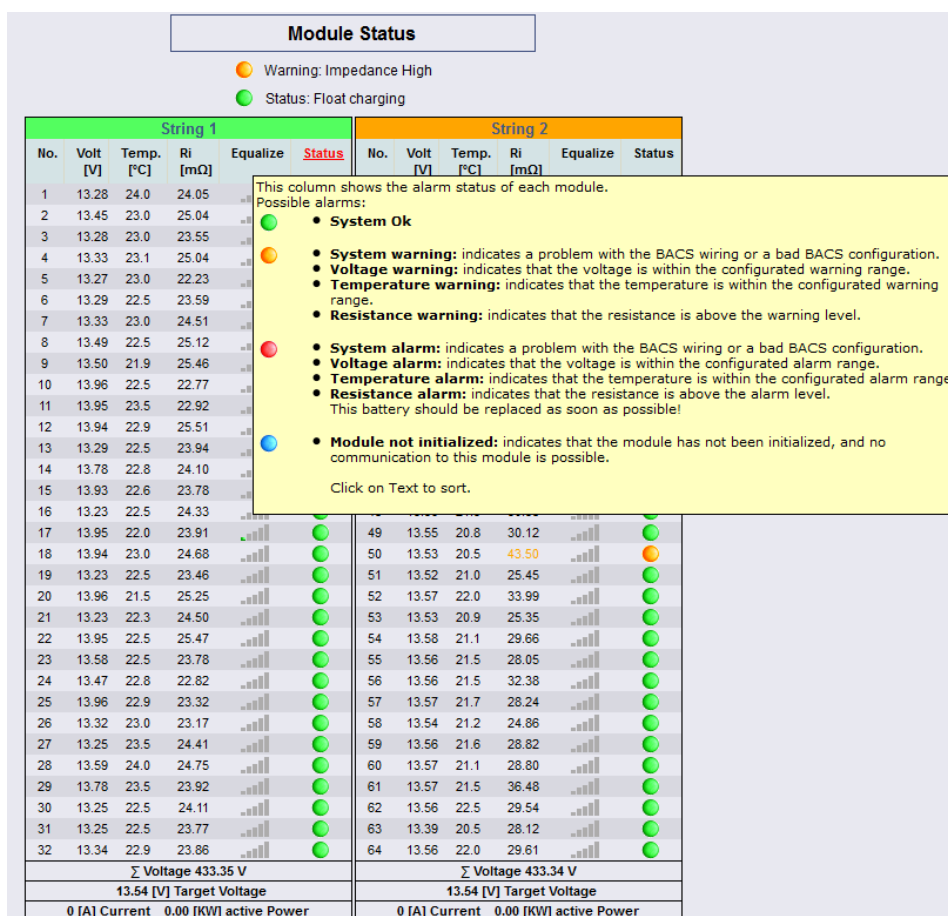 Module Status
Warning: Impedance High
Status: Float charging
String 1 String 2
No. Volt [V] Temp. [°C] Ri [mΩ] Equalize Status No. Volt [V] Temp. [°C] Ri [mΩ] Equalize Status
1 13.28 24.0 24.05
2 13.45 23.0 25.04
3 13.28 23.0 23.55
4 13.33 23.1 25.04
5 13.27 23.0 22.23
6 13.29 22.5 23.59
7 13.33 23.0 24.51
8 13.49 22.5 25.12
9 13.50 21.9 25.46
10 13.96 22.5 22.77
11 13.95 23.5 22.92
12 13.94 22.9 25.51
13 13.29 22.5 23.94
14 13.78 22.8 24.10
15 13.93 22.6 23.78
16 13.23 22.5 24.33
This column shows the alarm status of each module.
Possible alarms:
• System Ok
• System warning: indicates a problem with the BACS wiring or a bad BACS configuration.
• Voltage warning: indicates that the voltage is within the configurated warning range.
• Temperature warning: indicates that the temperature is within the configurated warning
range.
• Resistance warning: indicates that the resistance is above the warning level.
• System alarm: indicates a problem with the BACS wiring or a bad BACS configuration.
• Voltage alarm: indicates that the voltage is within the configurated alarm range.
• Temperature alarm: indicates that the temperature is within the configurated alarm range
• Resistance alarm: indicates that the resistance is above the alarm level.
This battery should be replaced as soon as possible!
• Module not initialized: indicates that the module has not been initialized, and no
communication to this module is possible.
Click on Text to sort.
17 13.95 22.0 23.91 49 13.55 20.8 30.12
18 13.94 23.0 24.68 50 13.53 20.5 43.50
19 13.23 22.5 23.46 51 13.52 21.0 25.45
20 13.96 21.5 25.25 52 13.57 22.0 33.99
21 13.23 22.3 24.50 53 13.53 20.9 25.35
22 13.95 22.5 25.47 54 13.58 21.1 29.66
23 13.58 22.5 23.78 55 13.56 21.5 28.05
24 13.47 22.8 22.82 56 13.56 21.5 32.38
25 13.96 22.9 23.32 57 13.57 21.7 28.24
26 13.32 23.0 23.17 58 13.54 21.2 24.86
27 13.25 23.5 24.41 59 13.56 21.6 28.82
28 13.59 24.0 24.75 60 13.57 21.1 28.80
29 13.78 23.5 23.92 61 13.57 21.5 36.48
30 13.25 22.5 24.11 62 13.56 22.5 29.54
31 13.25 22.5 23.77 63 13.39 20.5 28.12
32 13.34 22.9 23.86 64 13.56 22.0 29.61
∑ Voltage 433.35 V ∑ Voltage 433.34 V
13.54 [V] Target Voltage 13.54 [V] Target Voltage
0 [A] Current 0.00 [KW] active Power 0 [A] Current 0.00 [KW] active Power